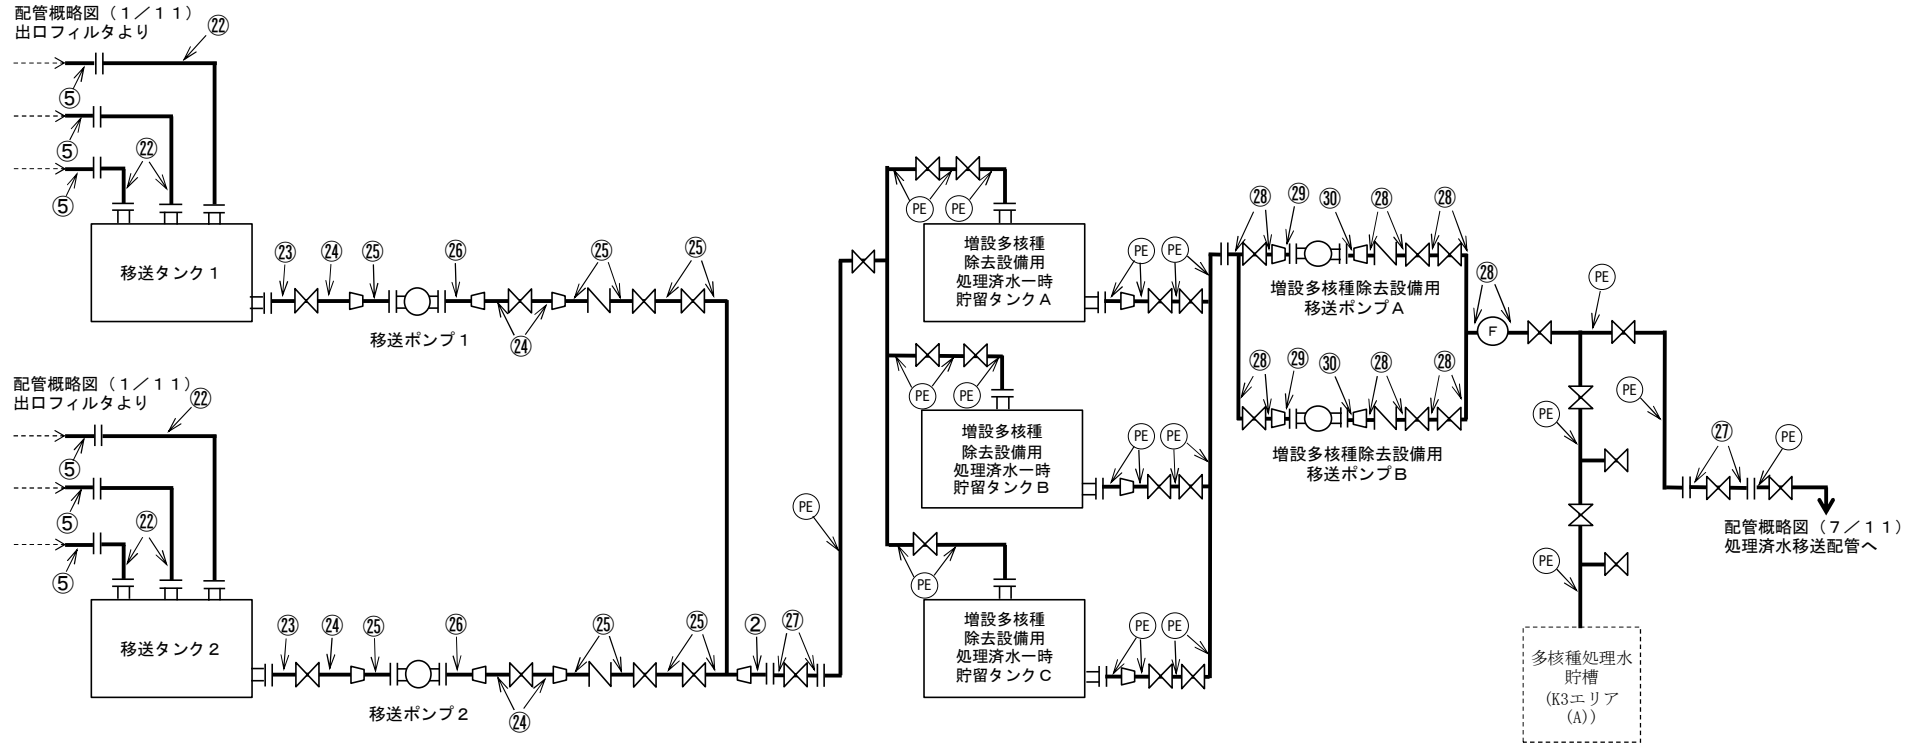 配管概略図（１／１１）
出口フィルタより
㉒
⑤
⑤
㉒
⑤
移送タンク１
㉓
㉔
㉕
㉖
㉕
㉕
㉔
移送ポンプ１
配管概略図（１／１１）
出口フィルタより
㉒
⑤
⑤
㉒
⑤
移送タンク２
㉓
㉔
㉕
㉖
㉕
㉕
②
㉗
㉔
移送ポンプ２
PE
PE
PE
増設多核種
除去設備用
処理済水一時
貯留タンクＡ
PE
PE
PE
PE
増設多核種
除去設備用
処理済水一時
貯留タンクＢ
PE
PE
PE
増設多核種
除去設備用
処理済水一時
貯留タンクＣ
PE
PE
㉘
㉙
㉚
㉘
㉘
増設多核種除去設備用
移送ポンプＡ
㉘
㉙
㉚
㉘
㉘
増設多核種除去設備用
移送ポンプＢ
㉘
F
PE
PE
PE
㉗
PE
PE
配管概略図（７／１１）
処理済水移送配管へ
多核種処理水
貯槽
(K3エリア
(A))